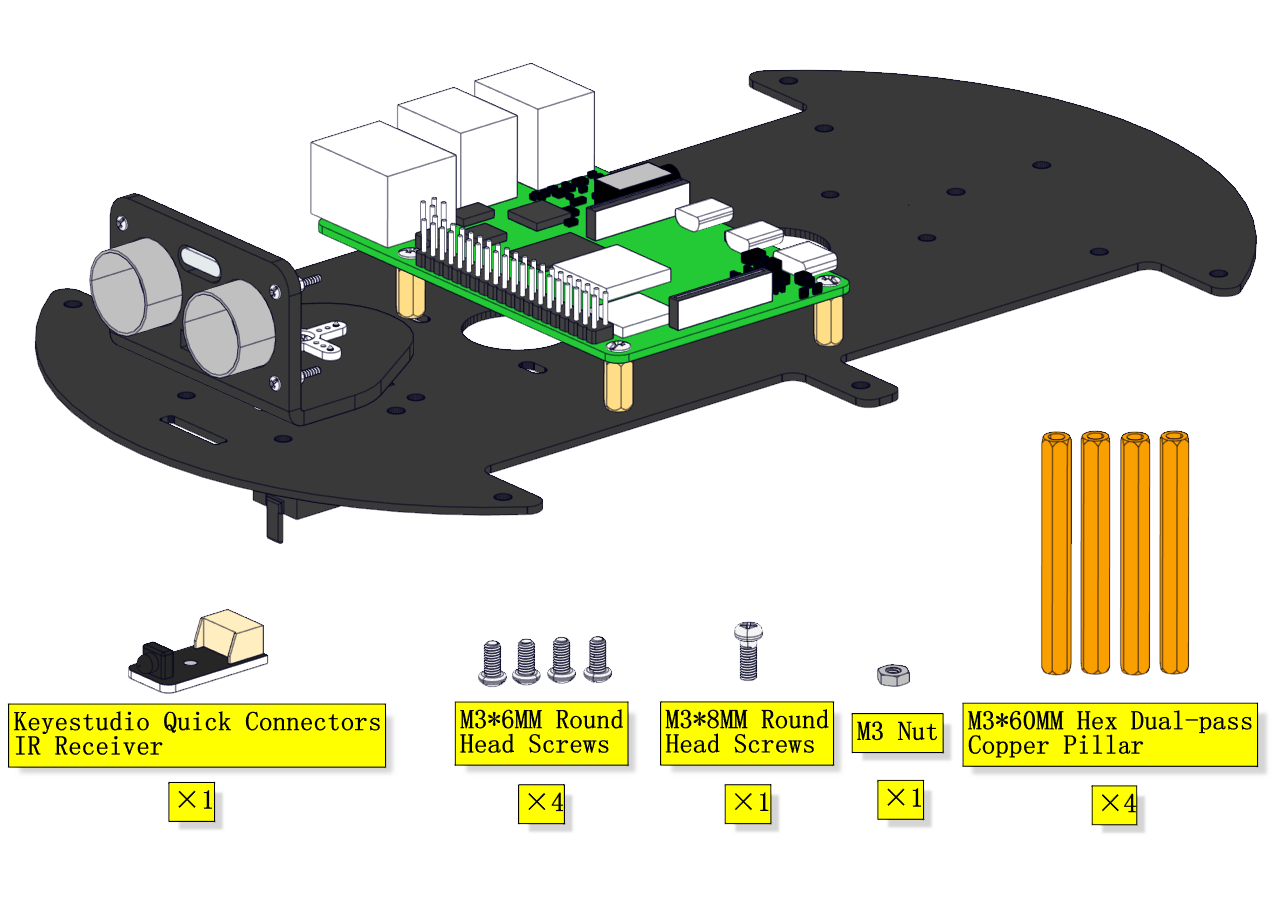 Keyestudio Quick Connectors
IR Receiver
×1
M3*6MM Round
Head Screws
×4
M3*8MM Round
Head Screws
×1
M3 Nut
×1
M3*60MM Hex Dual-pass
Copper Pillar
×4